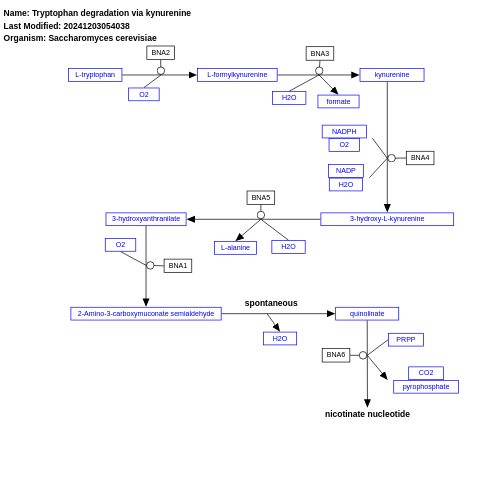 Name: Tryptophan degradation via kynurenine
Last Modified: 20241203054038
Organism: Saccharomyces cerevisiae
BNA2
BNA3
L-tryptophan
L-formylkynurenine
kynurenine
O2
H2O
formate
NADPH
O2
BNA4
NADP
H2O
BNA5
3-hydroxyanthranilate
3-hydroxy-L-kynurenine
O2
L-alanine
H2O
BNA1
spontaneous
2-Amino-3-carboxymuconate semialdehyde
quinolinate
H2O
PRPP
BNA6
CO2
pyrophosphate
nicotinate nucleotide